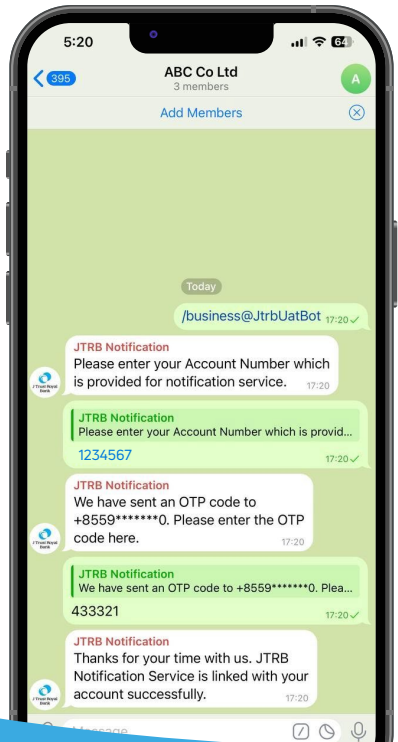 5:20
64
395
ABC Co Ltd
3 members
A
Add Members
Today
/business@JtrbUatBot 17:20
JTRB Notification
Please enter your Account Number which
is provided for notification service. 17:20
JTRB Notification
Please enter your Account Number which is provid...
1234567 17:20
JTRB Notification
We have sent an OTP code to
+8559*******0. Please enter the OTP
code here. 17:20
JTRB Notification
We have sent an OTP code to +8559*******0. Plea...
433321 17:20
JTRB Notification
Thanks for your time with us. JTRB
Notification Service is linked with your
account successfully. 17:20
Message